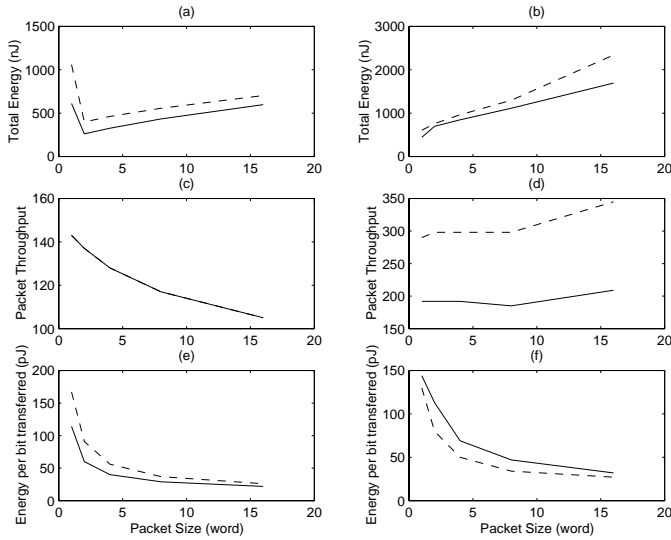 (a)
Total Energy (nJ)
1500
1000
500
0
0 5 10 15 20
(b)
Total Energy (nJ)
3000
2000
1000
0
0 5 10 15 20
(c)
Packet Throughput
160
140
120
100
0 5 10 15 20
(d)
Packet Throughput
350
300
250
200
150
0 5 10 15 20
(e)
Energy per bit transferred (pJ)
200
150
100
50
0
0 5 10 15 20
Packet Size (word)
(f)
Energy per bit transferred (pJ)
150
100
50
0
0 5 10 15 20
Packet Size (word)